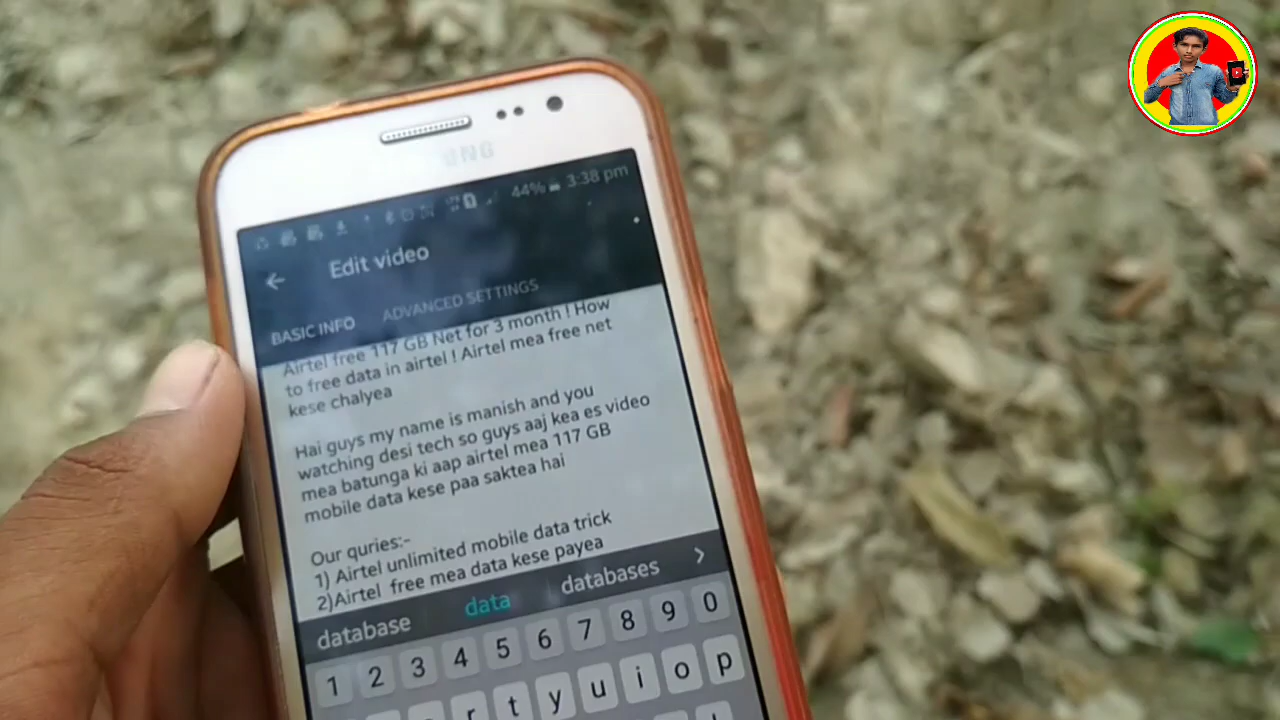 44% 3:38 pm
Edit video
BASIC INFO ADVANCED SETTINGS
Airtel free 117 GB Net for 3 month ! How
to free data in airtel ! Airtel mea free net
kese chalyea
Hai guys my name is manish and you
watching desi tech so guys aaj kea es video
mea batunga ki aap airtel mea 117 GB
mobile data kese paa saktea hai
Our quries:-
1) Airtel unlimited mobile data trick
2)Airtel free mea data kese payea
database data databases
1 2 3 4 5 6 7 8 9 0
r t y u i o p